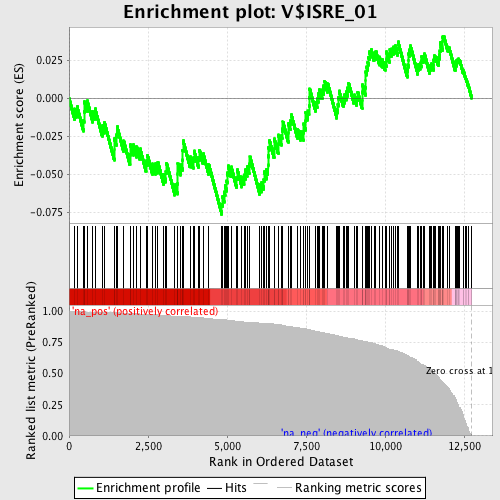 Enrichment plot: V$ISRE_01
Enrichment score (ES)
0.025
0.000
-0.025
-0.050
-0.075
'na_pos' (positively correlated)
Ranked list metric (PreRanked)
1.00
0.75
0.50
0.25
0.00
Zero cross at 1
'na_neg' (negatively correlated)
0
2,500
5,000
7,500
10,000
12,500
Rank in Ordered Dataset
Enrichment profile
Hits
Ranking metric scores